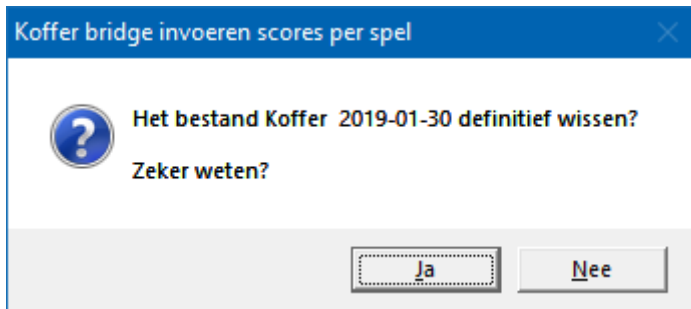 Koffer bridge invoeren scores per spel
Het bestand Koffer 2019-01-30 definitief wissen?
Zeker weten?
Ja
Nee